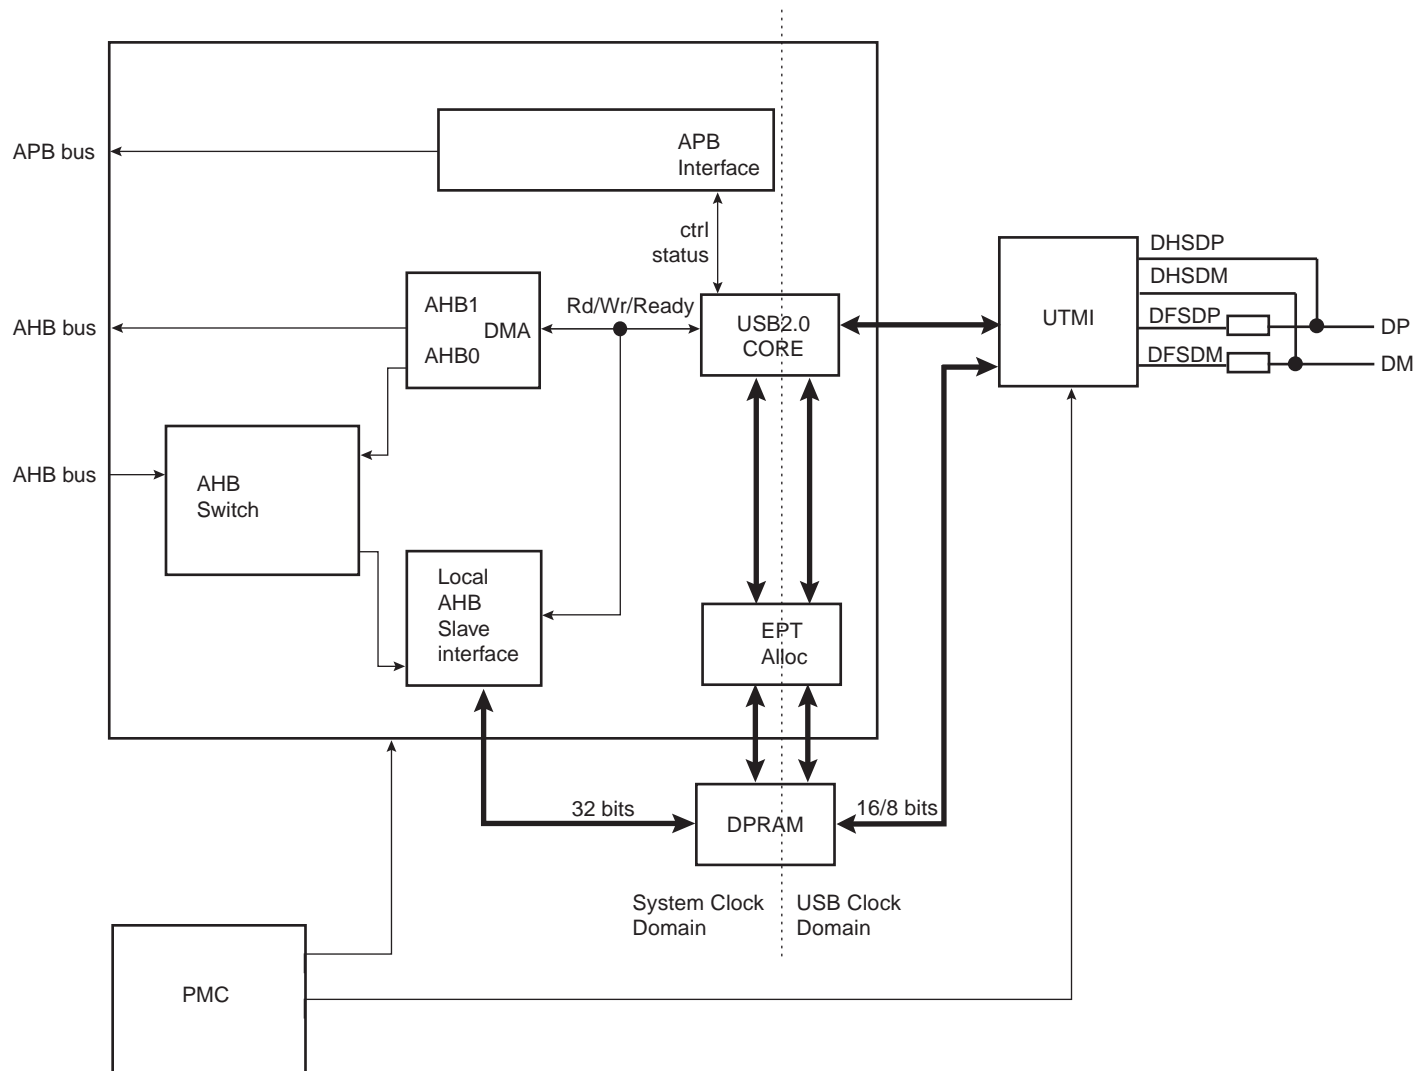 APB bus
APB
Interface
ctrl
status
DHSDP
DHSDM
DFSDP
DFSDM
UTMI
DP
DM
AHB bus
AHB1
DMA
AHB0
Rd/Wr/Ready
USB2.0
CORE
AHB bus
AHB
Switch
Local
AHB
Slave
interface
EPT
Alloc
32 bits
DPRAM
16/8 bits
System Clock
Domain
USB Clock
Domain
PMC